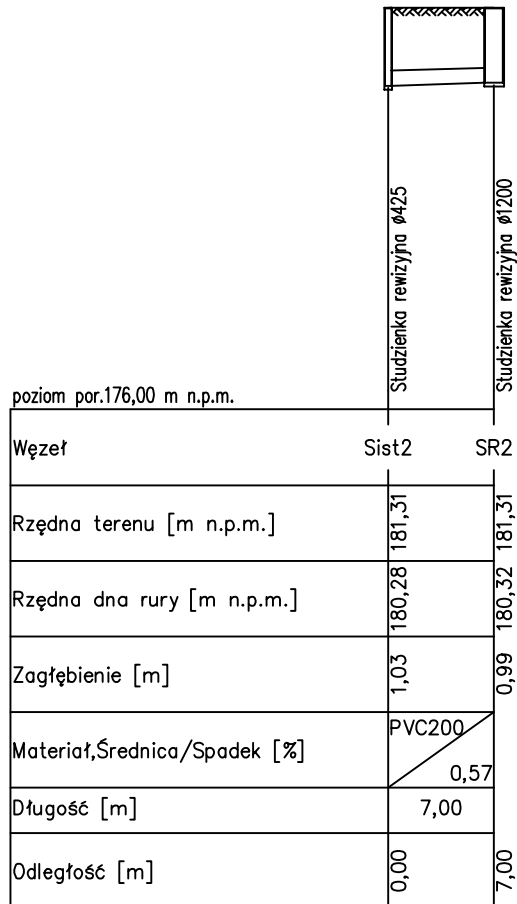 Studzienka rewizyjna ø425
Studzienka rewizyjna ø1200
poziom por.176,00 m n.p.m.
Węzeł Sist2 SR2
Rzędna terenu [m n.p.m.] 181,31 181,31
Rzędna dna rury [m n.p.m.] 180,28 180,32
Zagłębienie [m] 1,03 0,99
Materiał,Średnica/Spadek [%] PVC200 0,57
Długość [m] 7,00
Odległość [m] 0,00 7,00